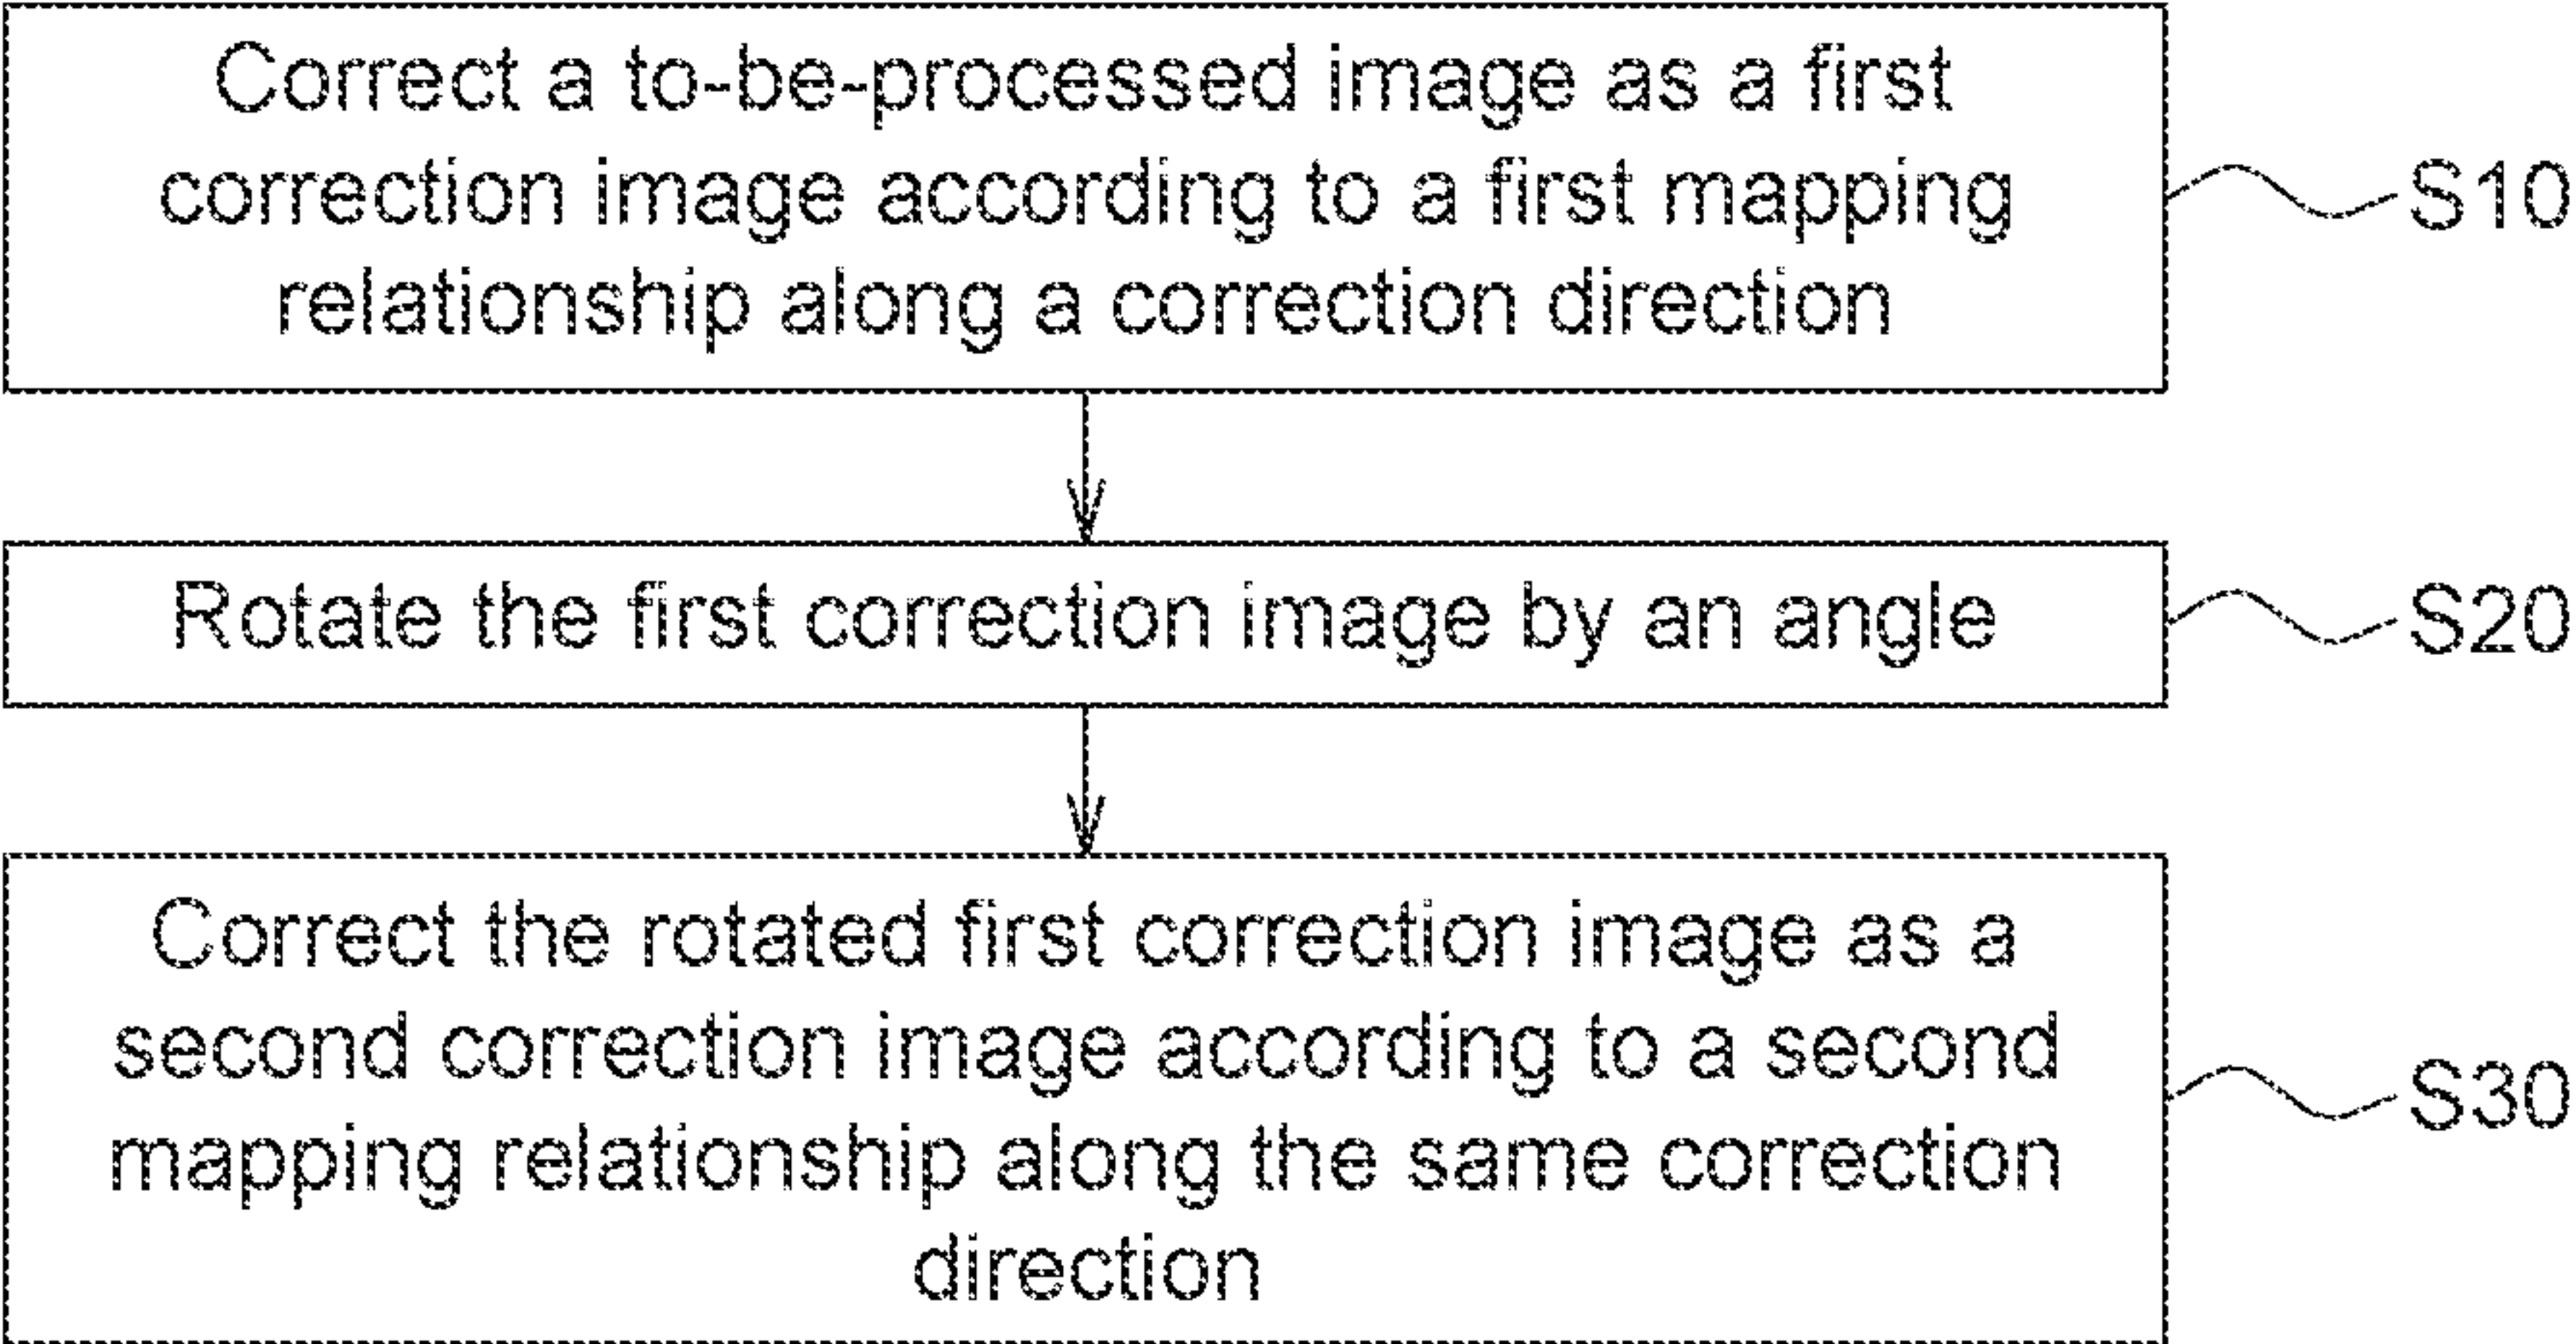 Correct a to-be-processed image as a first
correction image according to a first mapping
relationship along a correction direction
S10
Rotate the first correction image by an angle
S20
Correct the rotated first correction image as a
second correction image according to a second
mapping relationship along the same correction
direction
S30